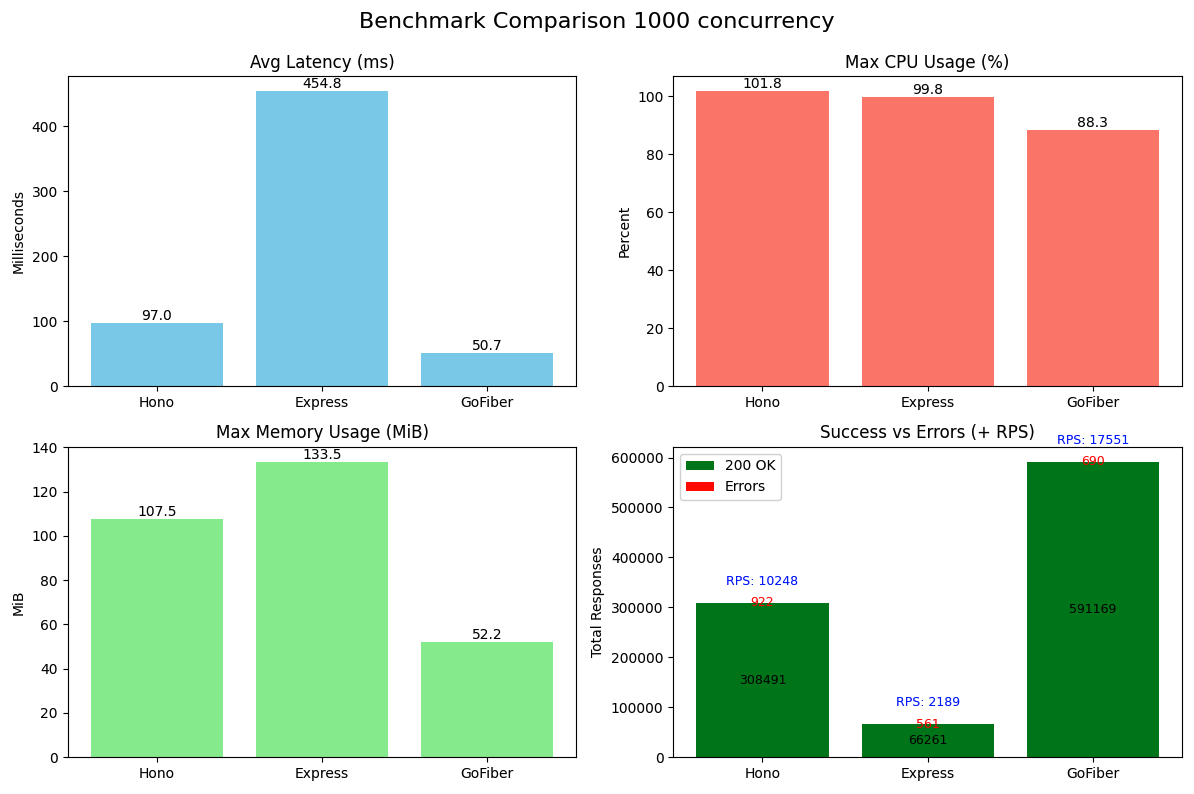 Benchmark Comparison 1000 concurrency
Avg Latency (ms)
Milliseconds
400
300
200
100
0
97.0
454.8
50.7
Hono Express GoFiber
Max CPU Usage (%)
Percent
100
80
60
40
20
0
101.8
99.8
88.3
Hono Express GoFiber
Max Memory Usage (MiB)
MiB
140
120
100
80
60
40
20
0
107.5
133.5
52.2
Hono Express GoFiber
Success vs Errors (+ RPS)
Total Responses
600000
500000
400000
300000
200000
100000
0
200 OK
Errors
RPS: 10248
922
308491
RPS: 2189
561
66261
RPS: 17551
690
591169
Hono Express GoFiber